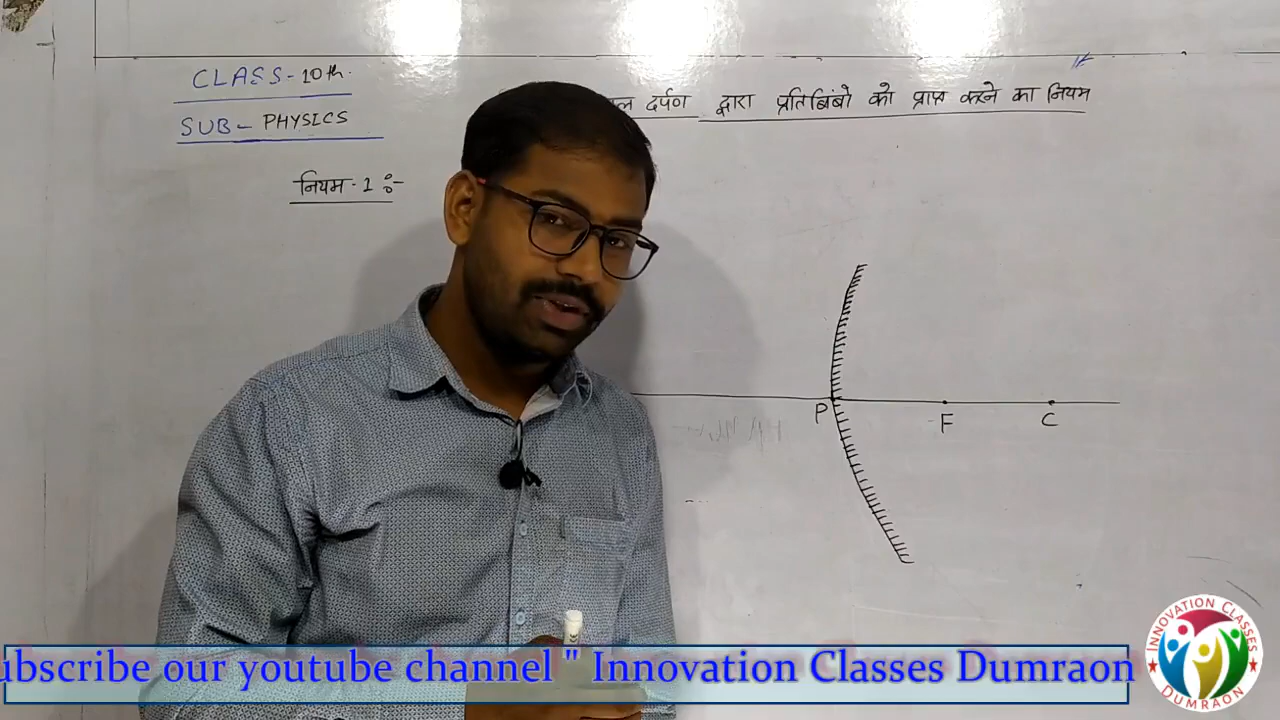 CLASS - 10th.
दर्पण द्वारा प्रतिबिंबो को प्राप्त करने का नियम
SUB - PHYSICS
नियम - 1 :-
P
F
C
ubscribe our youtube channel " Innovation Classes Dumraon
INNOVATION CLASSES
DUMRAON